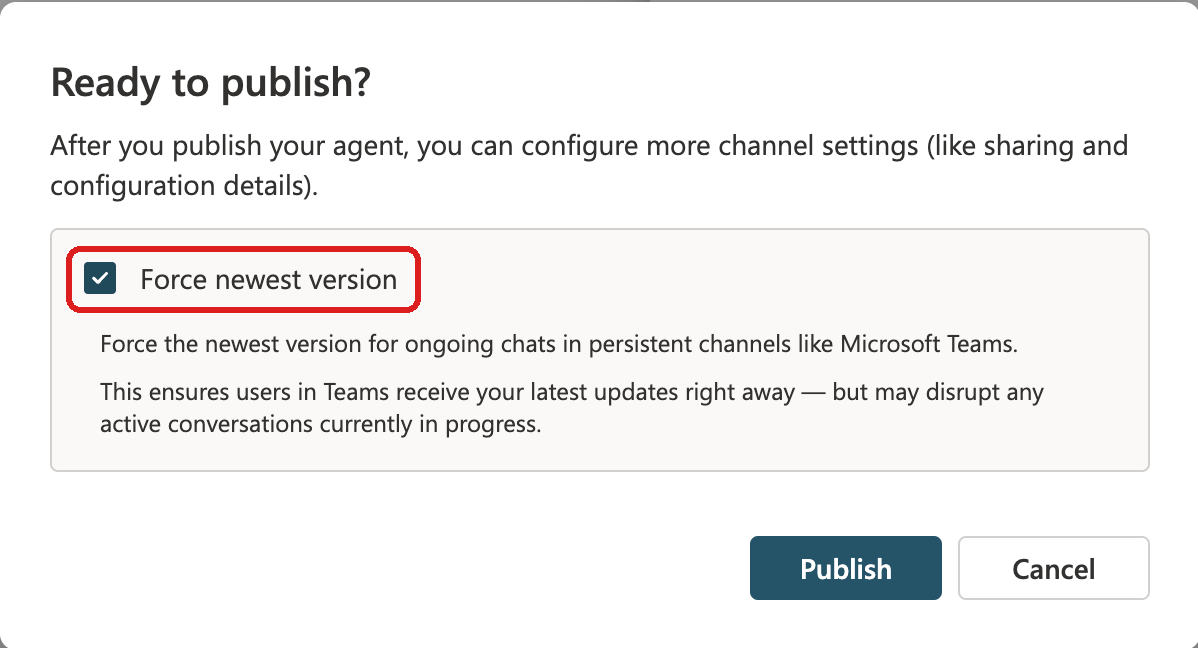 Ready to publish?
After you publish your agent, you can configure more channel settings (like sharing and
configuration details).
Force newest version
Force the newest version for ongoing chats in persistent channels like Microsoft Teams.
This ensures users in Teams receive your latest updates right away — but may disrupt any
active conversations currently in progress.
Publish
Cancel